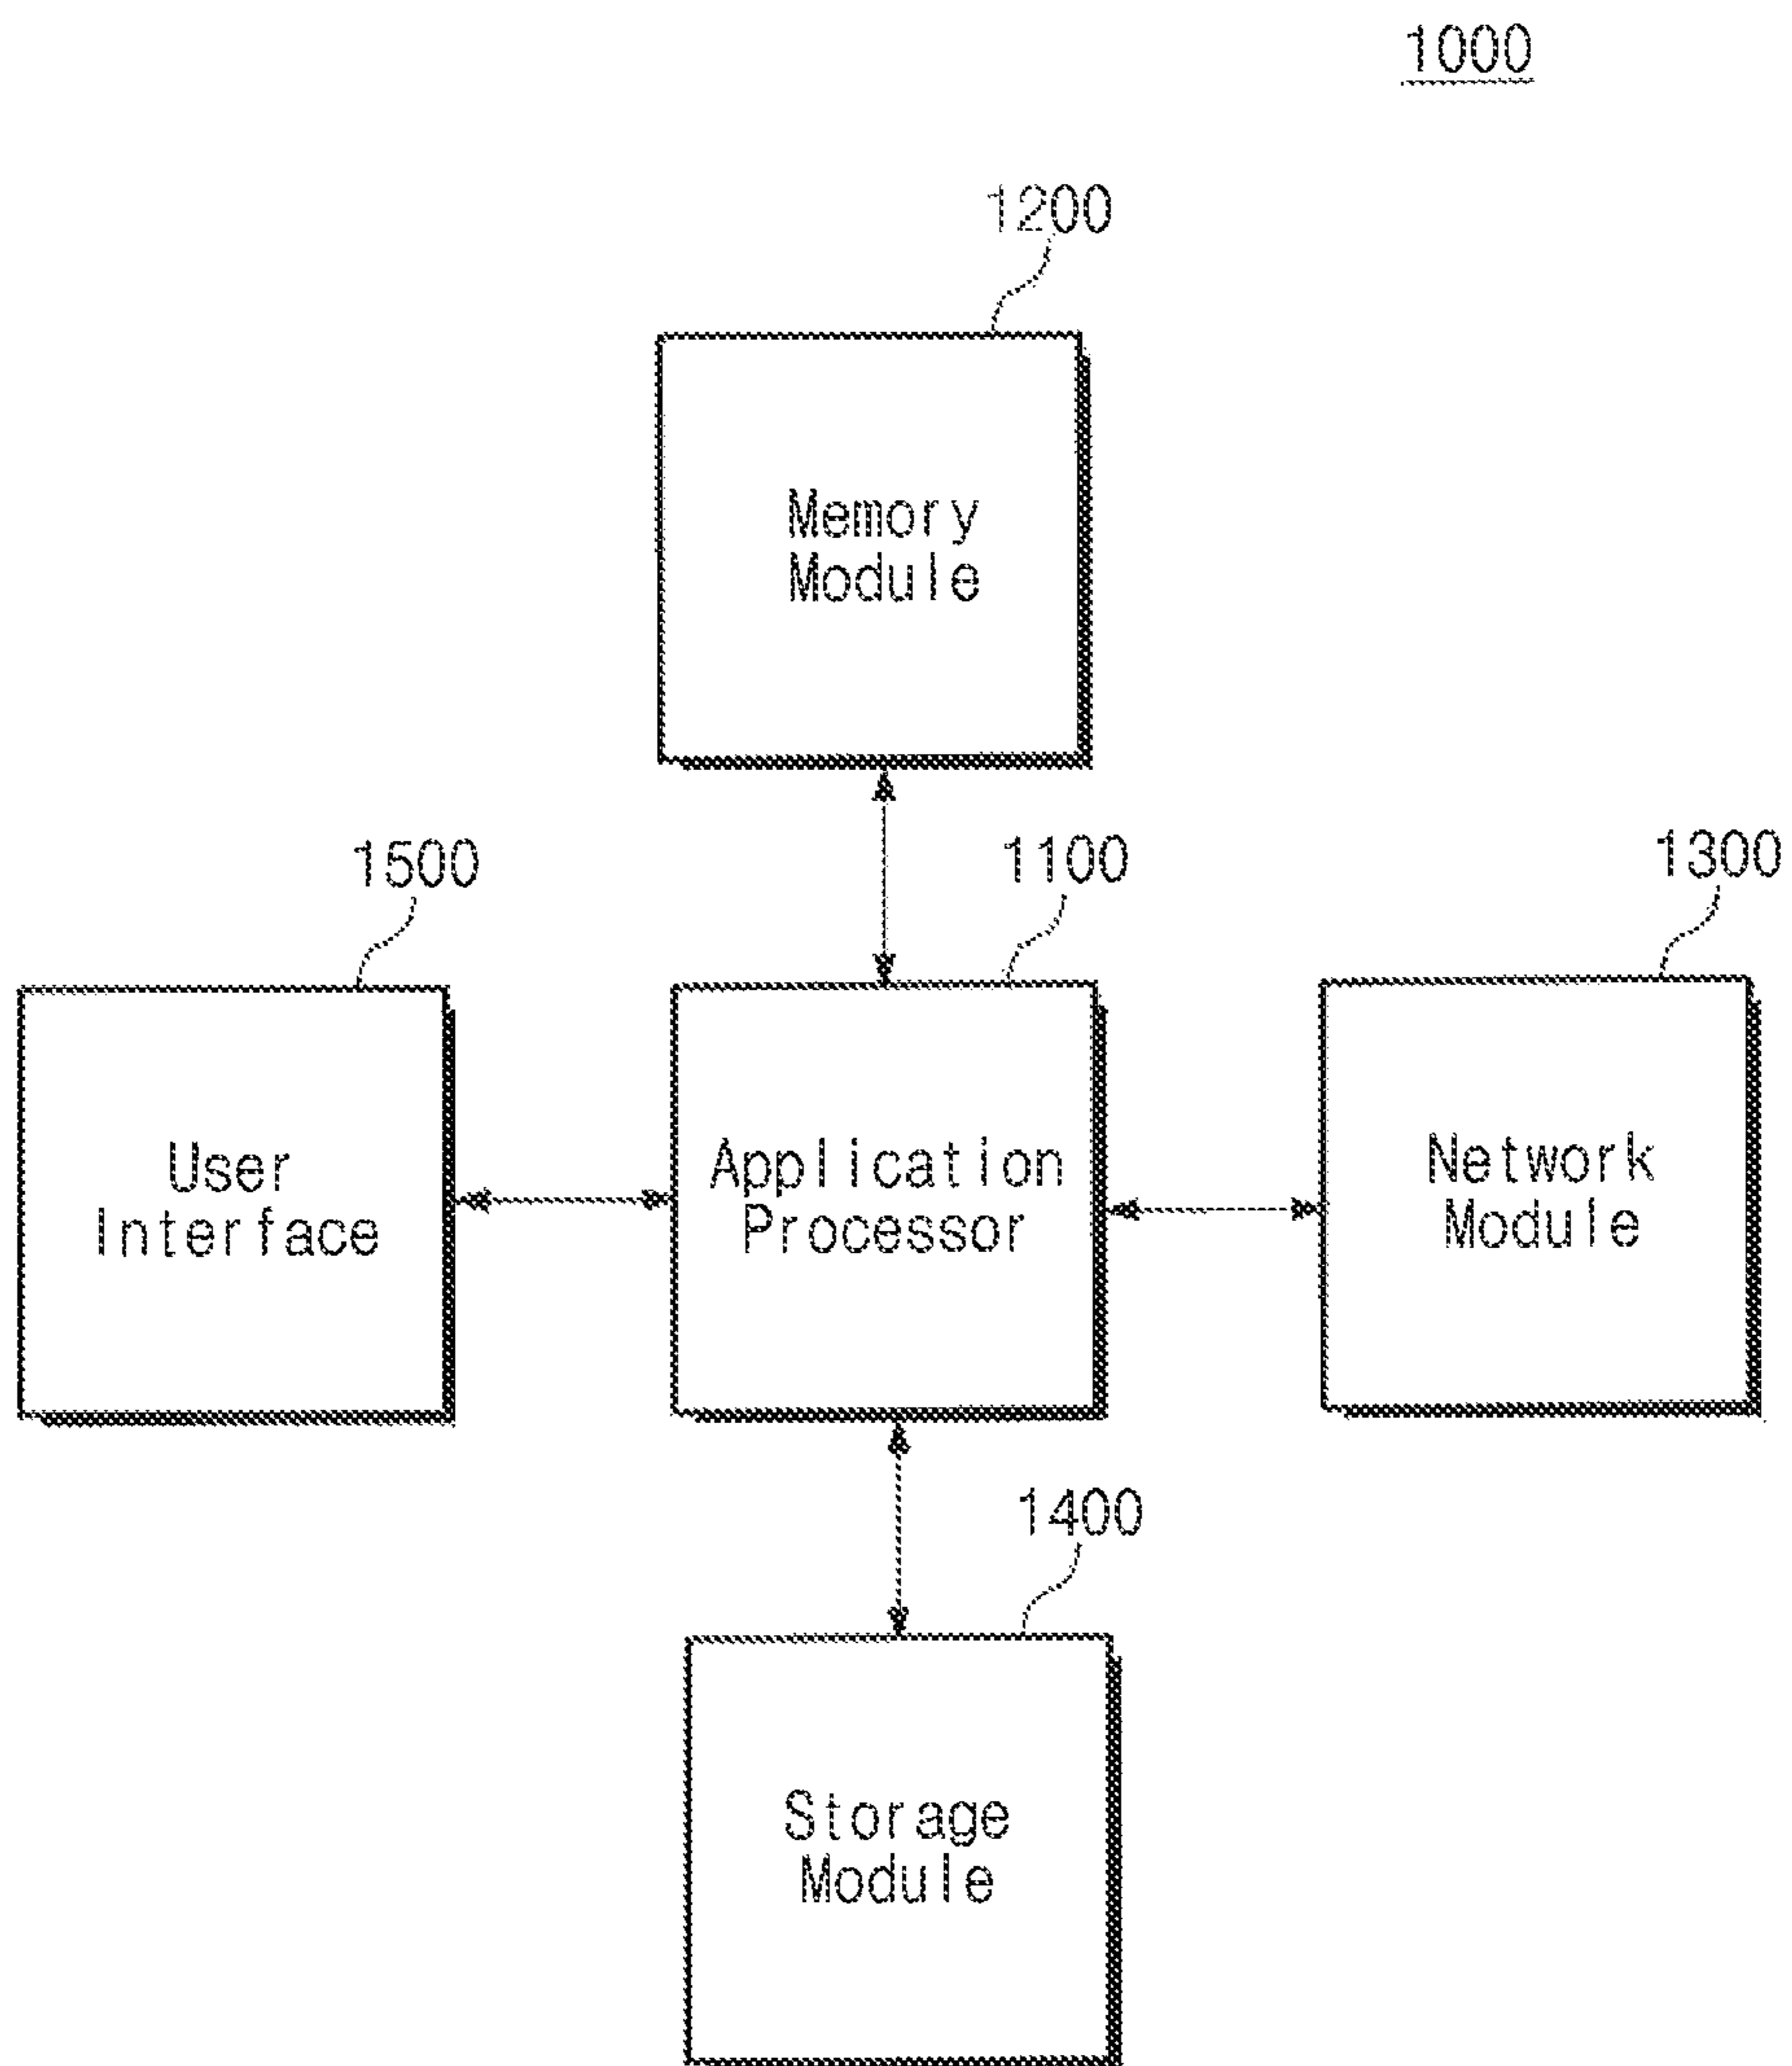 1000
1200
Memory
Module
1500
1100
1300
User
Interface
Application
Processor
Network
Module
1400
Storage
Module